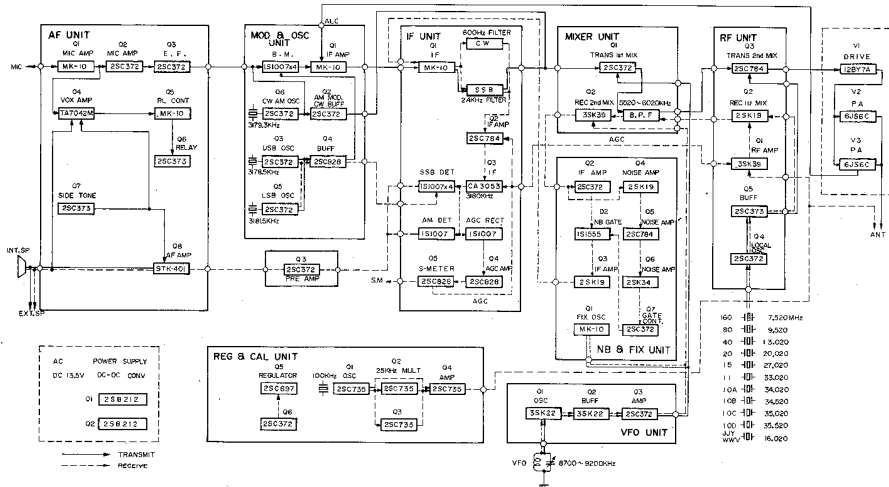 AF UNIT
MIC AMP
Q1
MK-10
Q2
MIC AMP
2SC372
Q3
E. F.
2SC372
MIC
Q4
VOX AMP
TA7042M
Q5
RL CONT
MK-10
Q6
RELAY
2SC373
Q7
SIDE TONE
2SC373
Q8
AF AMP
STK-401
INT.SP
EXT.SP
MOD & OSC
UNIT
B. M.
1S1007x4
Q1
IF AMP
MK-10
ALC
Q6
CW AM OSC
2SC372
3179.3KHz
Q2
AM MOD,
CW BUFF
2SC372
Q3
USB OSC
2SC372
3178.5KHz
Q4
BUFF
2SC828
Q5
LSB OSC
2SC372
3181.5KHz
Q3
2SC372
PRE AMP
IF UNIT
Q1
IF
MK-10
600Hz FILTER
CW
SSB
2.4KHz FILTER
Q2
IF AMP
2SC784
Q3
IF
CA3053
3180KHz
SSB DET
1S1007x4
AM DET
1S1007
AGC RECT
1S1007
Q5
S-METER
2SC828
Q4
AGC AMP
2SC828
S.M
AGC
AGC
MIXER UNIT
Q1
TRANS 1st MIX
2SC372
Q2
REC 2nd MIX
3SK39
5520~6020KHz
B. P. F
Q2
IF AMP
2SC372
Q4
NOISE AMP
2SK19
D2
NB GATE
1S1555
Q5
NOISE AMP
2SC784
Q3
IF AMP
2SK19
Q6
NOISE AMP
2SK34
Q1
FIX OSC
MK-10
Q7
GATE
CONT.
2SC372
NB & FIX UNIT
RF UNIT
Q3
TRANS 2nd MIX
2SC784
Q2
REC 1st MIX
2SK19
Q1
RF AMP
3SK39
Q5
BUFF
2SC373
Q4
LOCAL
OSC
2SC372
V1
DRIVER
12BY7A
V2
PA
6JS6C
V3
PA
6JS6C
ANT
160 7,520MHz
80 9,520
40 13,020
20 20,020
15 27,020
11 33,020
10A 34,020
10B 34,520
10C 35,020
10D 35,520
JJY
WWV 16,020
AC POWER SUPPLY
DC 13.5V DC-DC CONV
Q1 2SB212
Q2 2SB212
TRANSMIT
RECEIVE
REG & CAL UNIT
Q5
REGULATOR
2SC697
Q6
2SC372
100KHz
Q1
OSC
2SC735
Q2
25KHz MULT
2SC735
Q3
2SC735
Q4
AMP
2SC735
Q1
OSC
3SK22
Q2
BUFF
3SK22
Q3
AMP
2SC372
VFO UNIT
VFO
8700~9200KHz